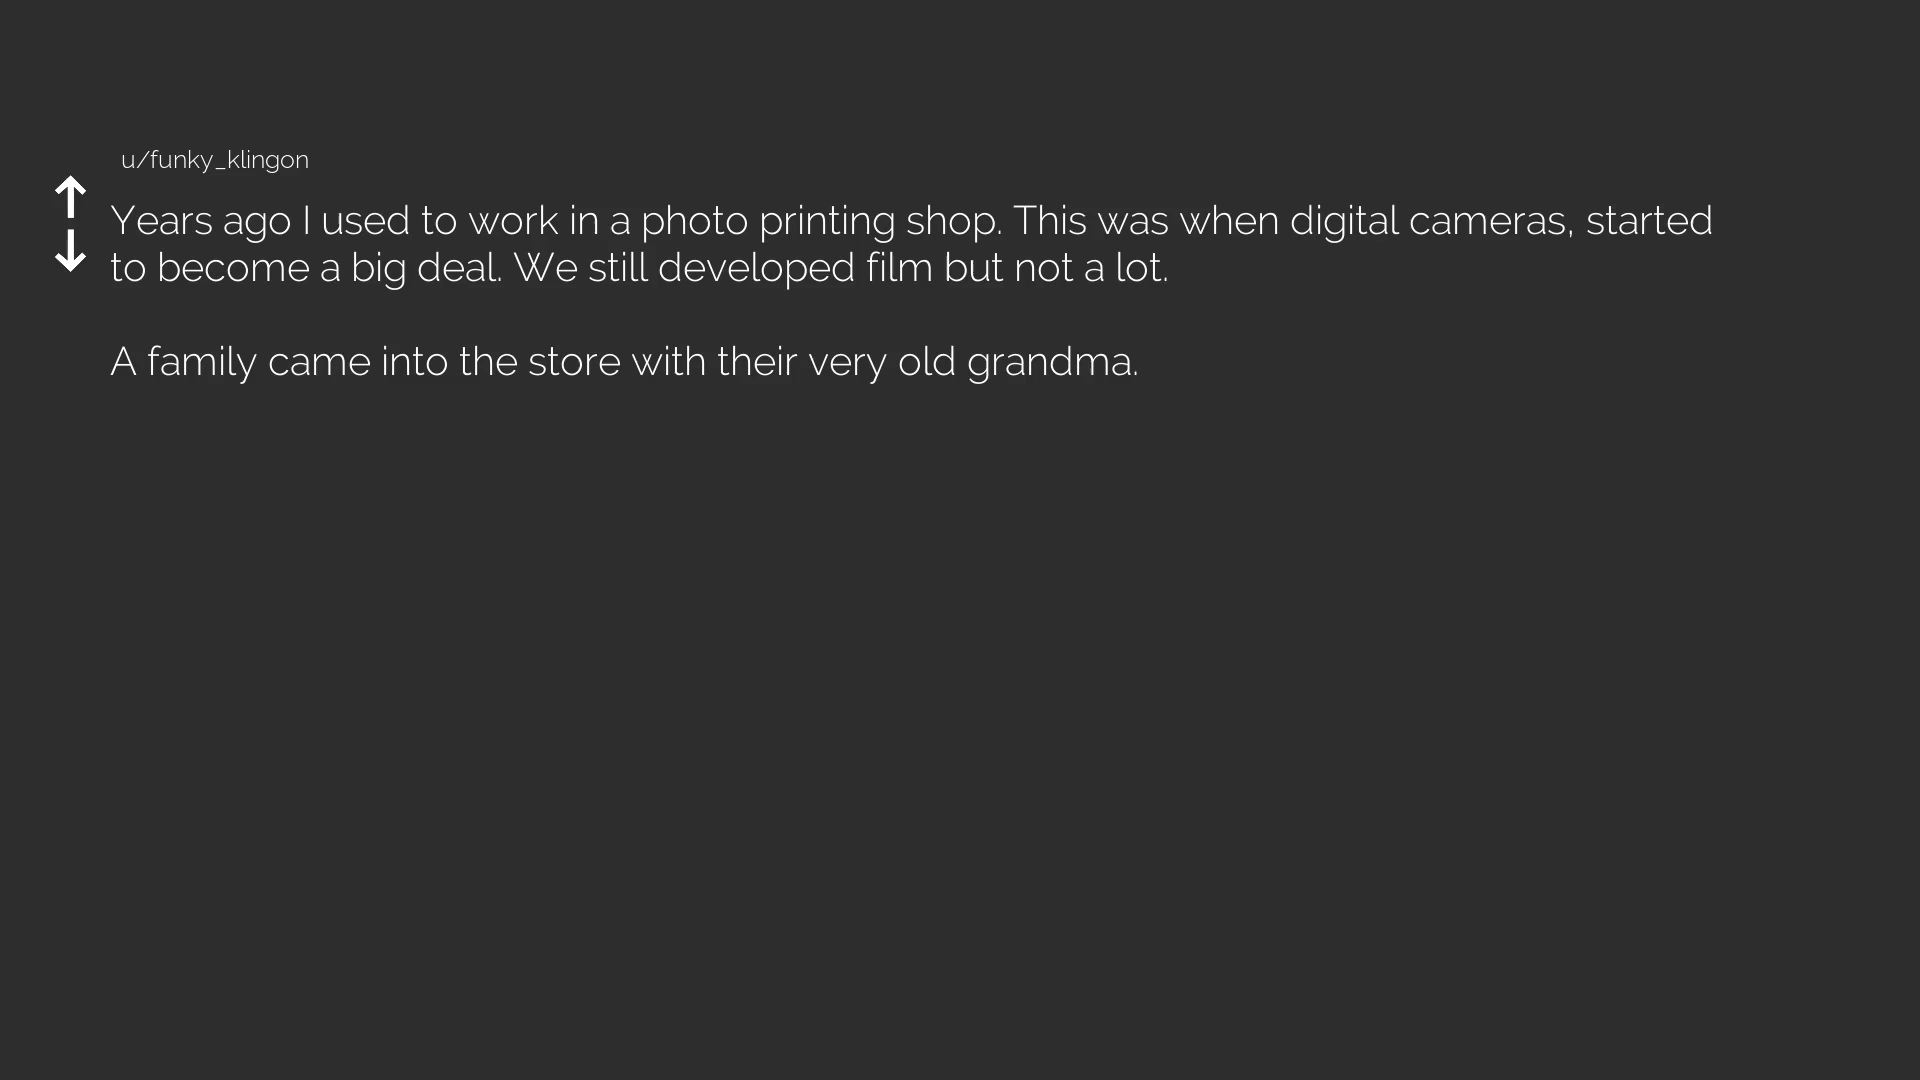 u/funky_klingon
Years ago I used to work in a photo printing shop. This was when digital cameras, started
to become a big deal. We still developed film but not a lot.
A family came into the store with their very old grandma.